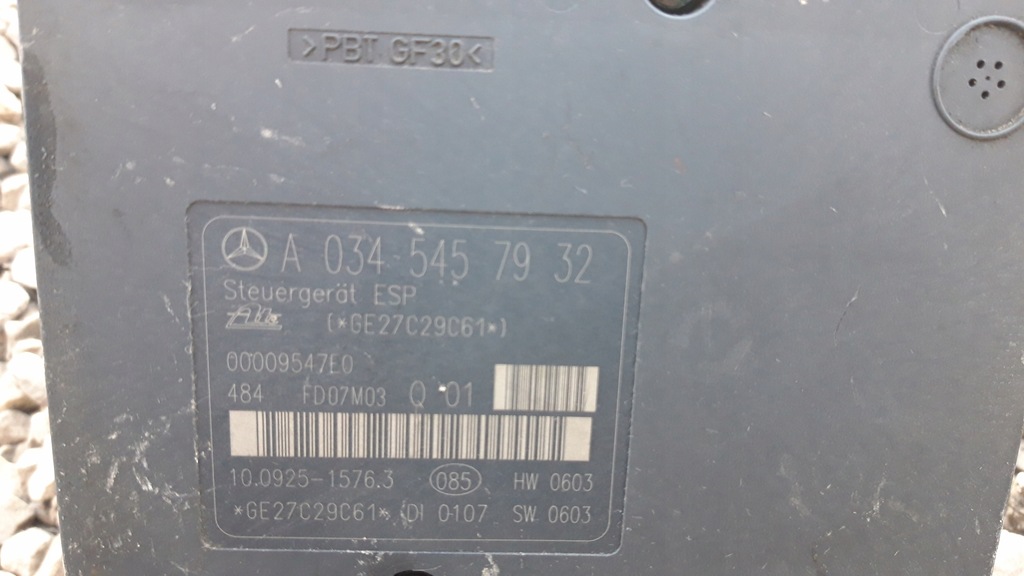 >PBT GF30<
A 034 545 79 32
Steuergerät ESP
ATE (*GE27C29C61*)
00009547E0
484 FD07M03 Q 01
10.0925-1576.3 085 HW 0603
*GE27C29C61* DI 0107 SW 0603